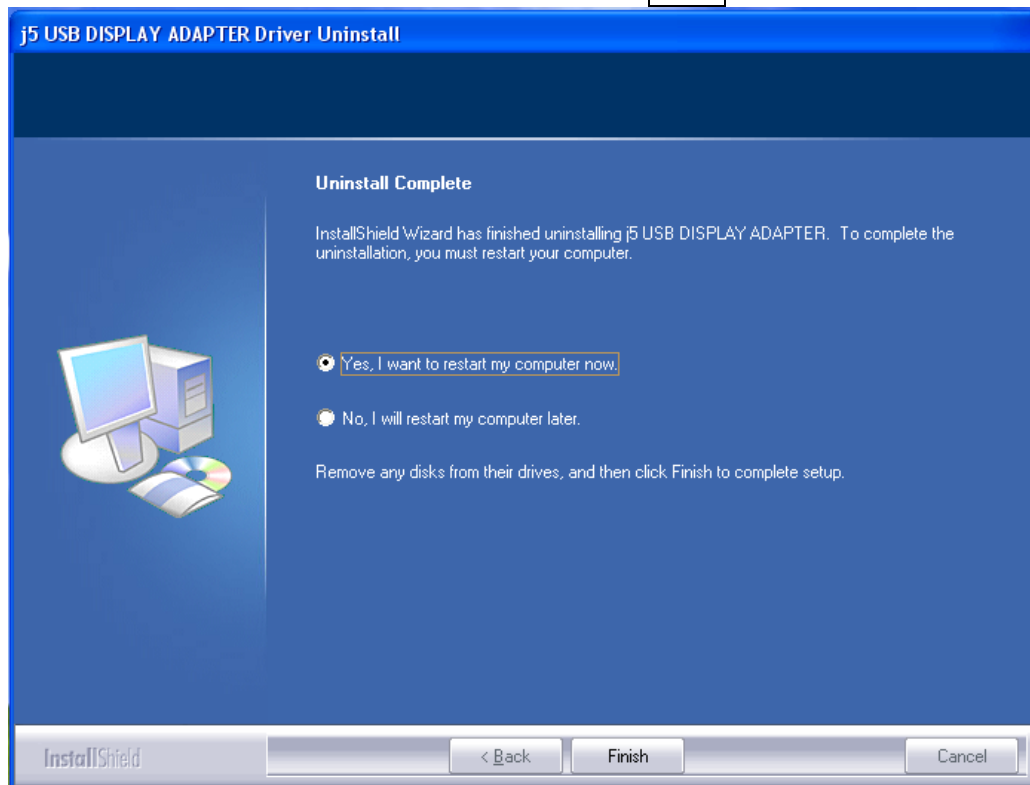 j5 USB DISPLAY ADAPTER Driver Uninstall
Uninstall Complete
InstallShield Wizard has finished uninstalling j5 USB DISPLAY ADAPTER. To complete the
uninstallation, you must restart your computer.
Yes, I want to restart my computer now.
No, I will restart my computer later.
Remove any disks from their drives, and then click Finish to complete setup.
InstallShield
< Back
Finish
Cancel